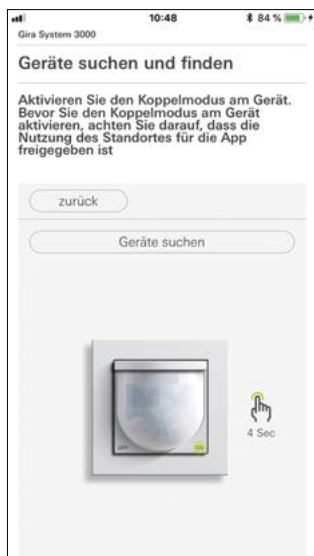 10:48
84 %
Gira System 3000
Geräte suchen und finden
Aktivieren Sie den Koppelmodus am Gerät.
Bevor Sie den Koppelmodus am Gerät
aktivieren, achten Sie darauf, dass die
Nutzung des Standortes für die App
freigegeben ist
zurück
Geräte suchen
OFF
ON
4 Sec